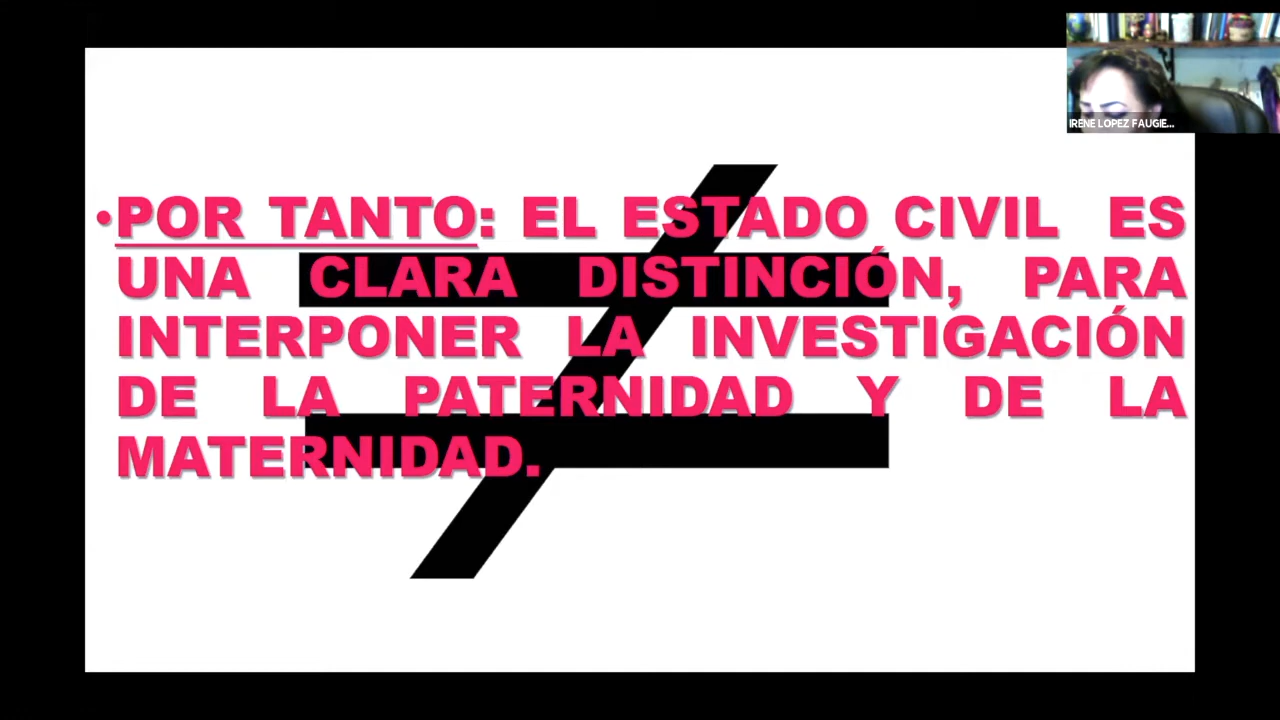 IRENE LOPEZ FAUGIE...
•POR TANTO: EL ESTADO CIVIL ES
UNA CLARA DISTINCIÓN, PARA
INTERPONER LA INVESTIGACIÓN
DE LA PATERNIDAD Y DE LA
MATERNIDAD.